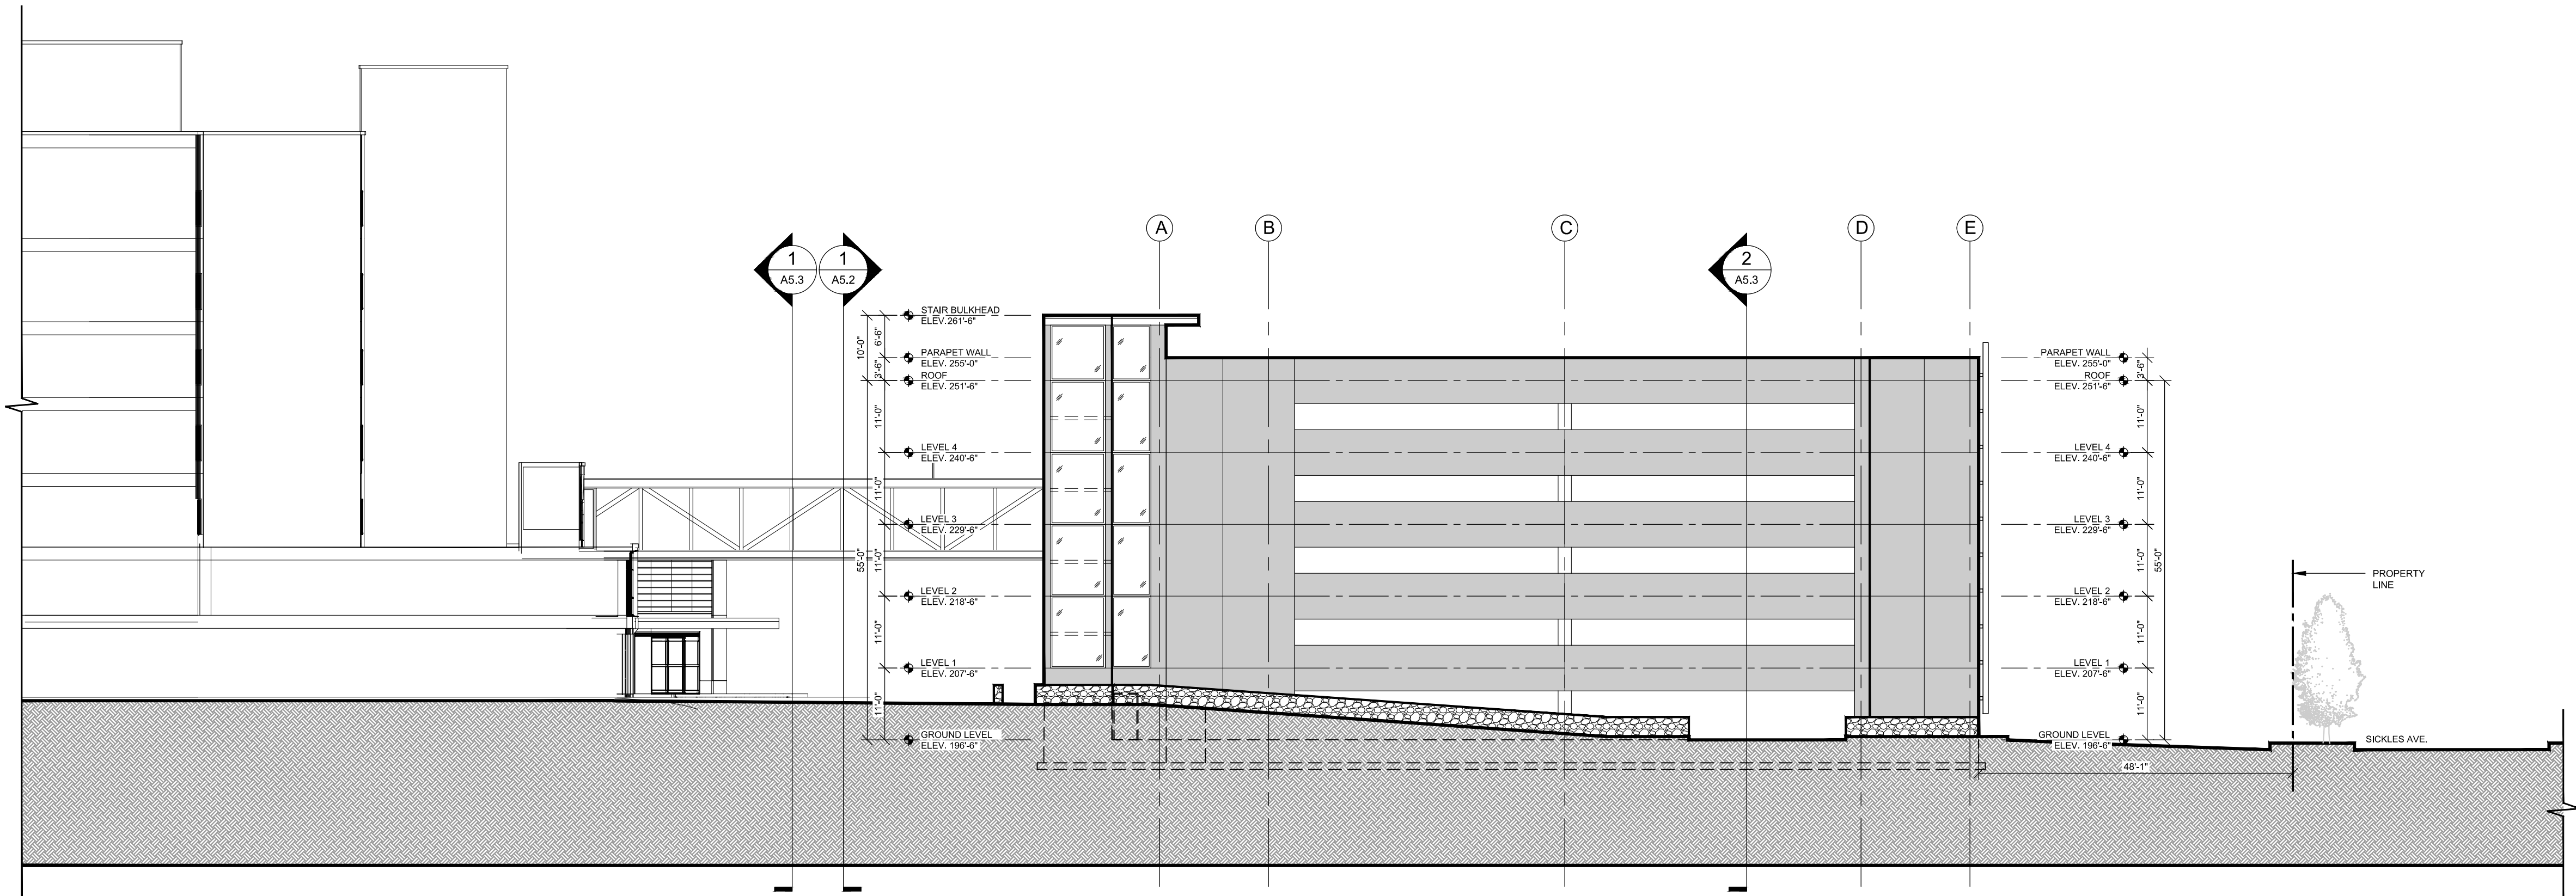 A
B
C
D
E
1
A5.3
1
A5.2
2
A5.3
STAIR BULKHEAD
ELEV. 261'-6"
PARAPET WALL
ELEV. 255'-0"
ROOF
ELEV. 251'-6"
LEVEL 4
ELEV. 240'-6"
LEVEL 3
ELEV. 229'-6"
LEVEL 2
ELEV. 218'-6"
LEVEL 1
ELEV. 207'-6"
GROUND LEVEL
ELEV. 196'-6"
10'-0"
55'-0"
6'-6"
3'-6"
11'-0"
11'-0"
11'-0"
11'-0"
11'-0"
PARAPET WALL
ELEV. 255'-0"
ROOF
ELEV. 251'-6"
LEVEL 4
ELEV. 240'-6"
LEVEL 3
ELEV. 229'-6"
LEVEL 2
ELEV. 218'-6"
LEVEL 1
ELEV. 207'-6"
GROUND LEVEL
ELEV. 196'-6"
3'-6"
11'-0"
11'-0"
11'-0"
11'-0"
11'-0"
55'-0"
48'-1"
PROPERTY
LINE
SICKLES AVE.